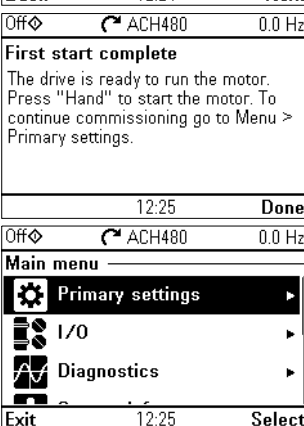 12:24
Off ACH480 0.0 Hz
First start complete
The drive is ready to run the motor.
Press "Hand" to start the motor. To
continue commissioning go to Menu >
Primary settings.
12:25 Done
Off ACH480 0.0 Hz
Main menu
Primary settings
I/O
Diagnostics
Exit 12:25 Select